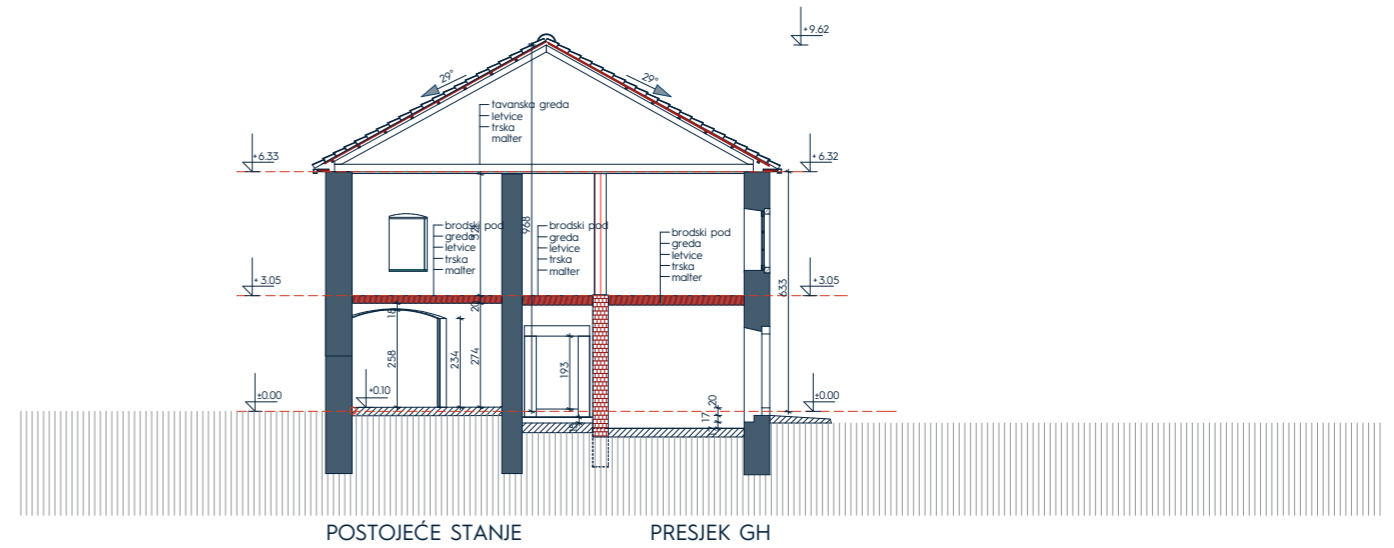 +9.62
29°
29°
tavanska greda
letvice
trska
malter
+6.33
+6.32
968
brodski pod
greda
letvice
trska
malter
brodski pod
greda
letvice
trska
malter
brodski pod
greda
letvice
trska
malter
+3.05
+3.05
633
18
20
258
234
274
193
+0.10
±0.00
±0.00
20
17
POSTOJEĆE STANJE
PRESJEK GH